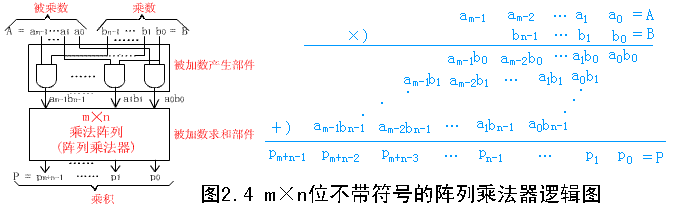 被乘数 乘数
A = am-1…a1 a0 bn-1… b1 b0 = B
……
被加数产生部件
…… ……
am-1bn-1 a1b1 a0b0
m×n
乘法阵列
(阵列乘法器)
被加数求和部件
P = pm+n-1 …… p1 p0
乘积
am-1 am-2 … a1 a0 =A
×) bn-1 … b1 b0 =B
am-1b0 am-2b0 … a1b0 a0b0
am-1b1 am-2b1 … a1b1 a0b1
+) am-1bn-1 am-2bn-1 … a1bn-1 a0bn-1
pm+n-1 pm+n-2 pm+n-3 … pn-1 … p1 p0 =P
图2.4 m×n位不带符号的阵列乘法器逻辑图